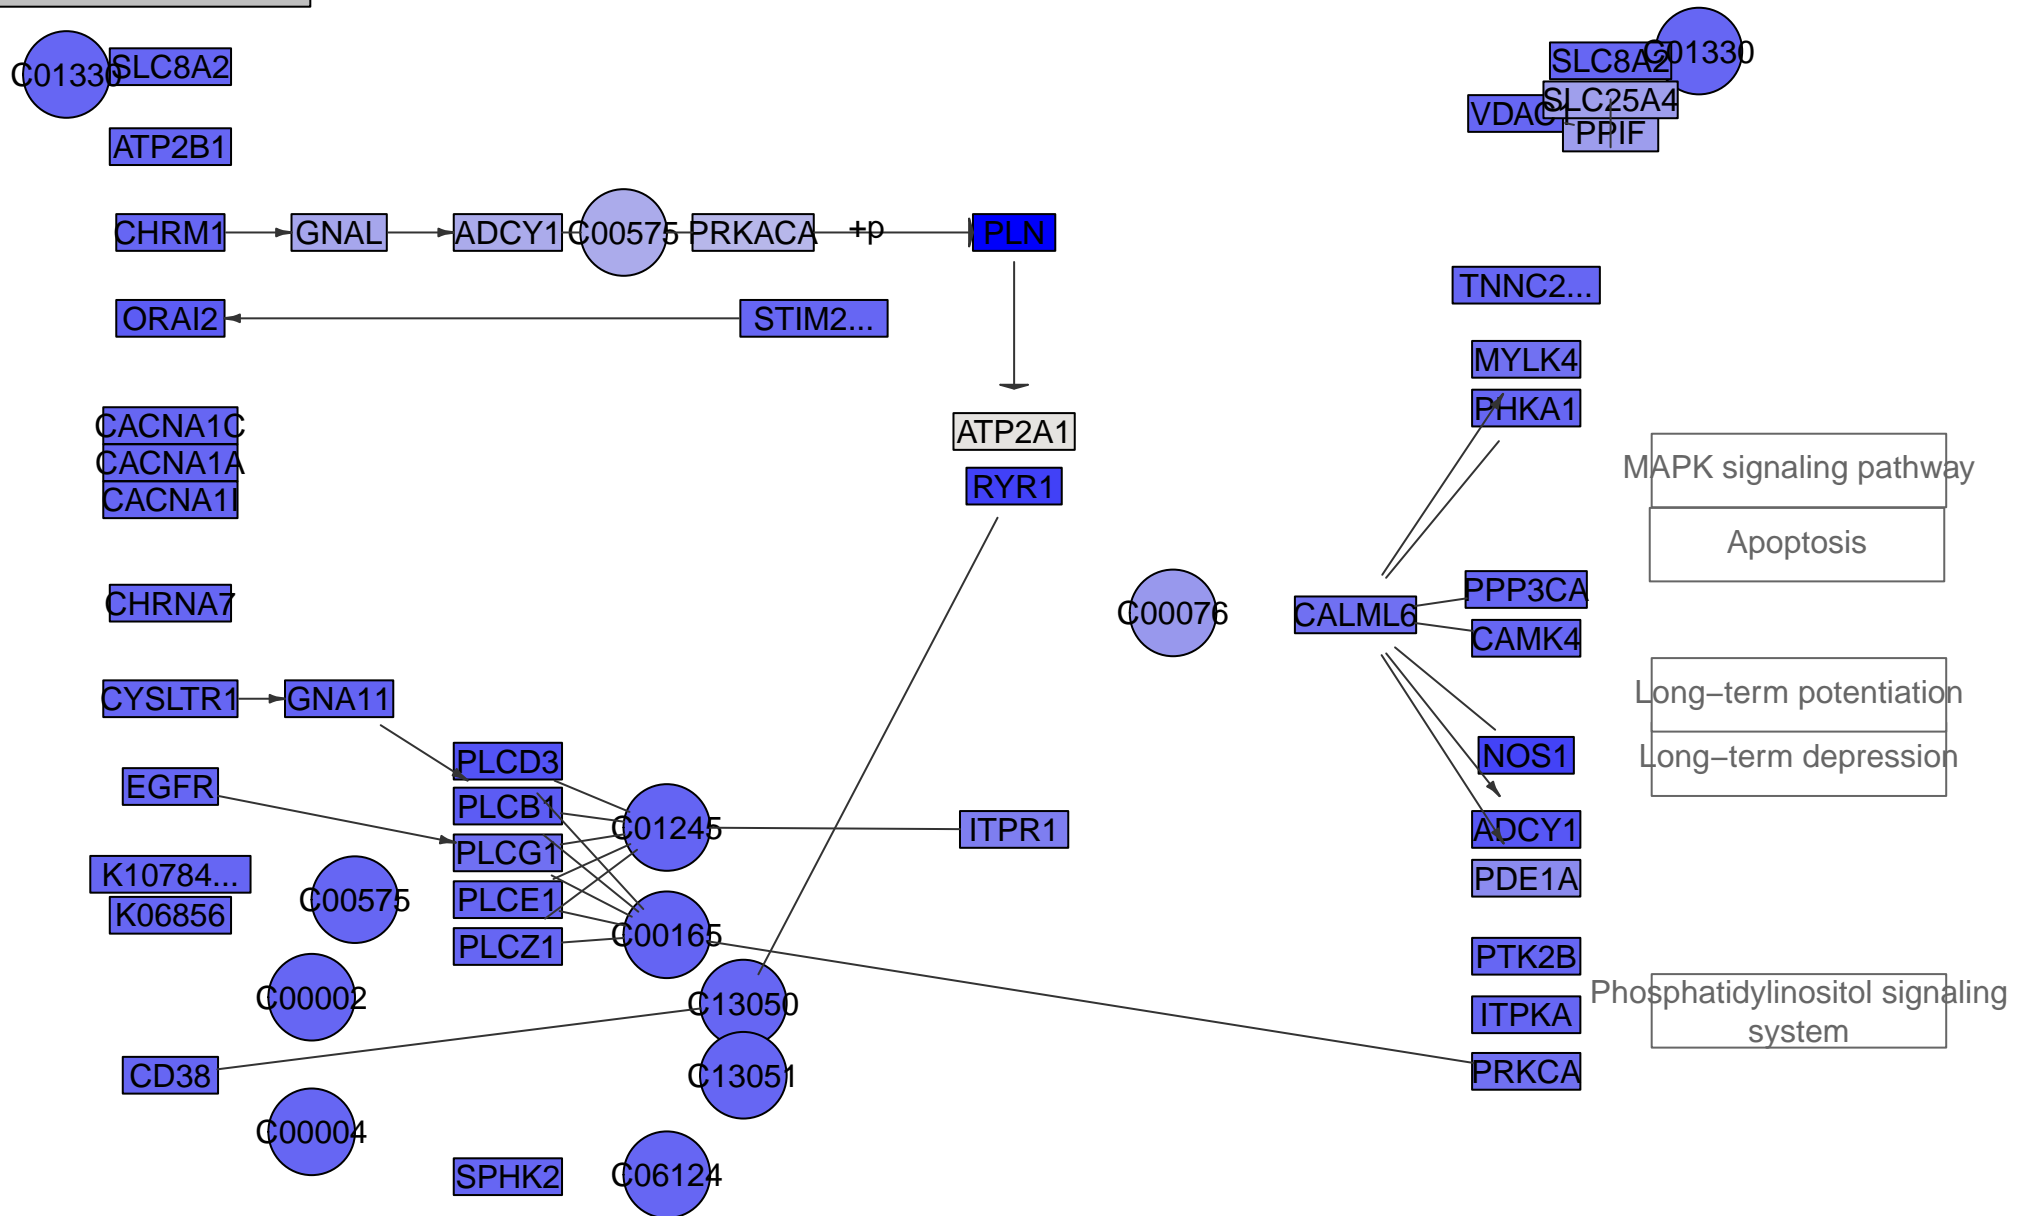 C01330
SLC8A2
SLC8A2
C01330
SLC25A4
VDAC1
PPIF
ATP2B1
CHRM1
GNAL
ADCY1
C00575
PRKACA
+p
PLN
TNNC2...
ORAI2
STIM2...
MYLK4
PHKA1
CACNA1C
CACNA1A
CACNA1I
ATP2A1
RYR1
MAPK signaling pathway
Apoptosis
CHRNA7
C00076
CALML6
PPP3CA
CAMK4
CYSLTR1
GNA11
Long−term potentiation
Long−term depression
PLCD3
NOS1
EGFR
PLCB1
C01245
ITPR1
ADCY1
PLCG1
K10784...
PDE1A
C00575
PLCE1
K06856
C00165
PLCZ1
PTK2B
C00002
C13050
ITPKA
Phosphatidylinositol signaling
system
CD38
C13051
PRKCA
C00004
SPHK2
C06124